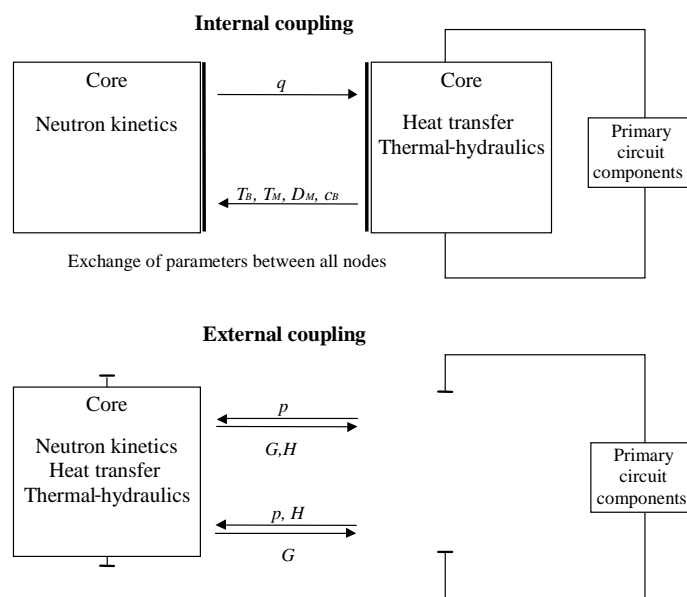 Internal coupling
Core
Neutron kinetics
q
T_B, T_M, D_M, c_B
Core
Heat transfer
Thermal-hydraulics
Primary
circuit
components
Exchange of parameters between all nodes
External coupling
Core
Neutron kinetics
Heat transfer
Thermal-hydraulics
p
G,H
p, H
G
Primary
circuit
components